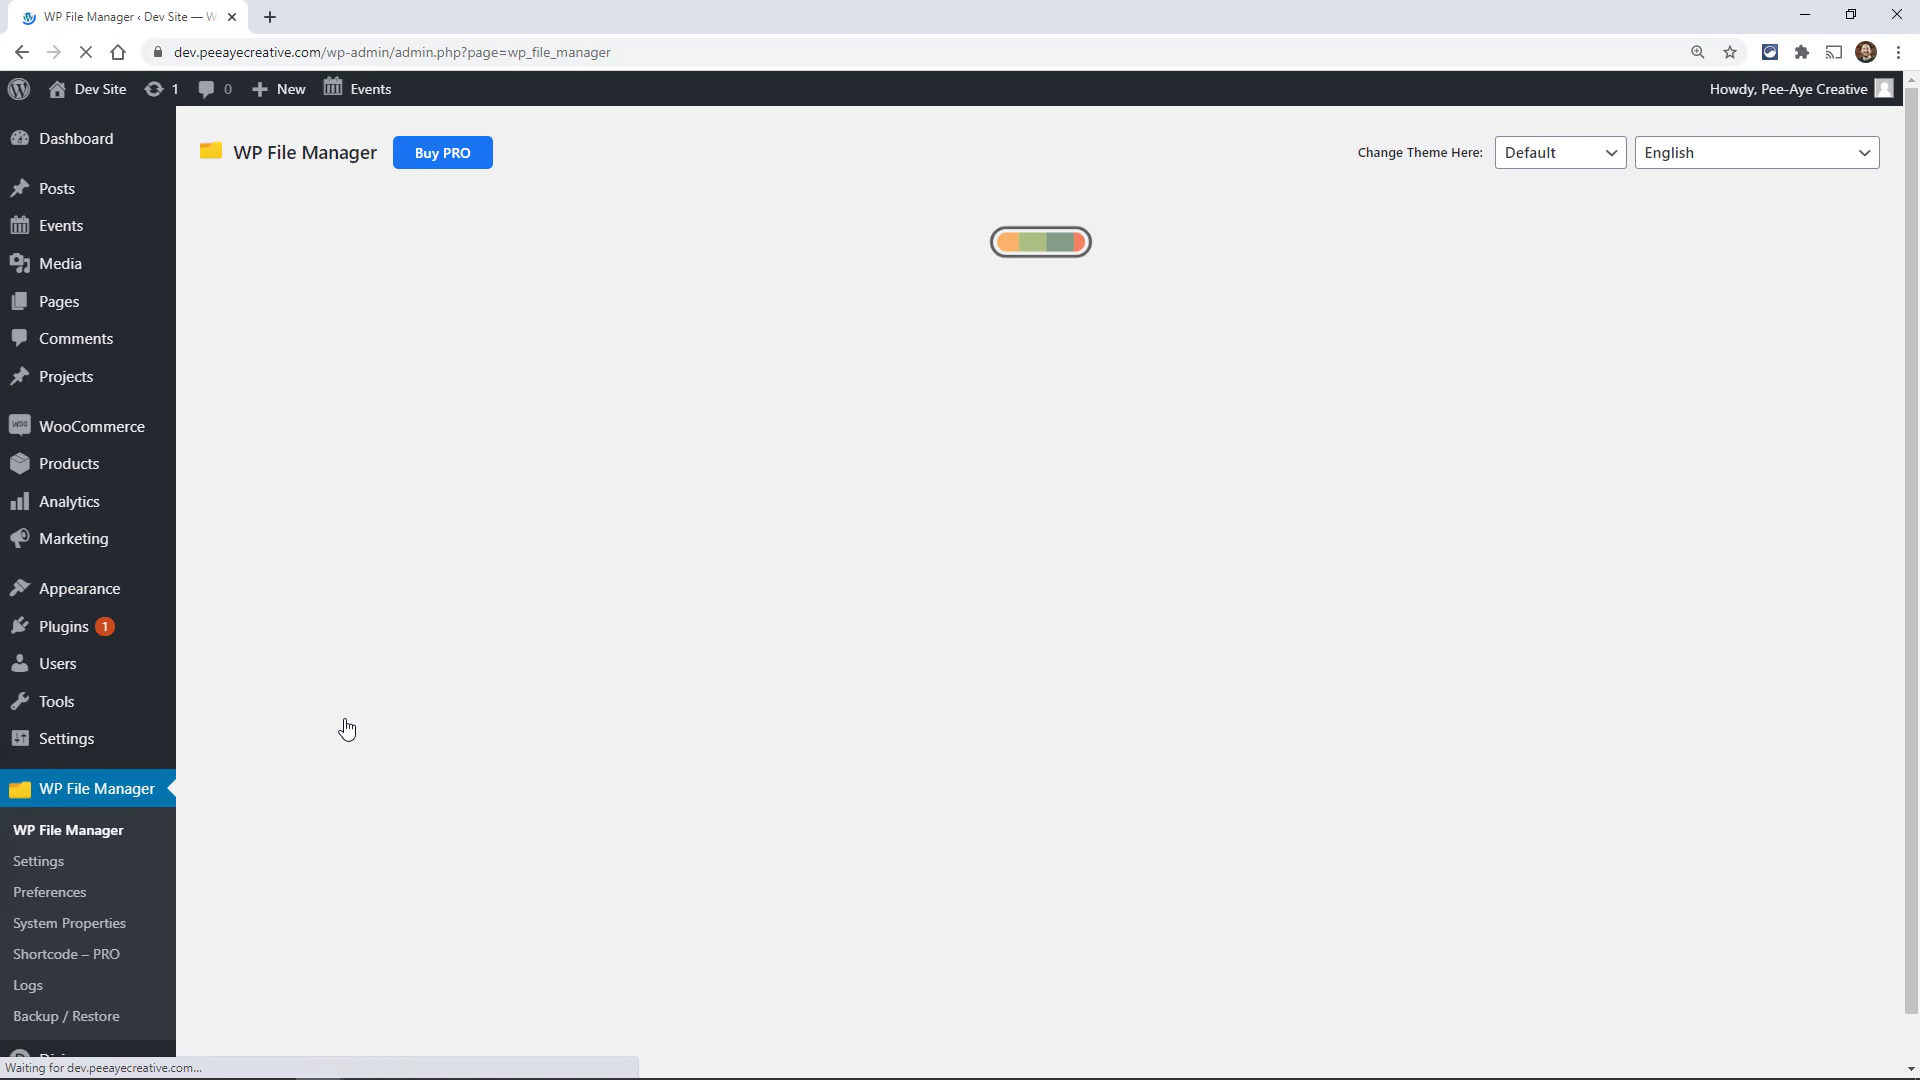 WP File Manager ‹ Dev Site — W
dev.peeayecreative.com/wp-admin/admin.php?page=wp_file_manager
Dev Site
1
0
New
Events
Howdy, Pee-Aye Creative
Dashboard
Posts
Events
Media
Pages
Comments
Projects
WOO
WooCommerce
Products
Analytics
Marketing
Appearance
Plugins 1
Users
Tools
Settings
WP File Manager
WP File Manager
Settings
Preferences
System Properties
Shortcode – PRO
Logs
Backup / Restore
WP File Manager
Buy PRO
Change Theme Here:
Default
English
Waiting for dev.peeayecreative.com...